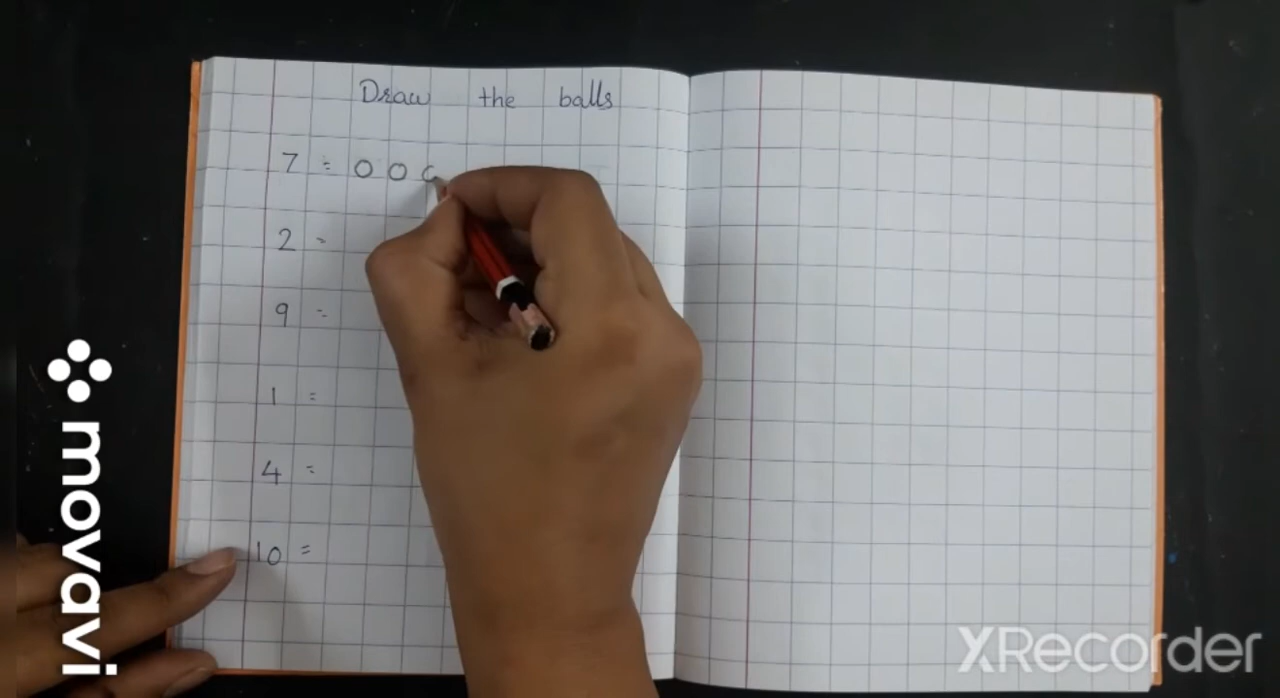 Draw the balls
7 = O O
2 =
9 =
1 =
4 =
10 =
movavi
XRecorder